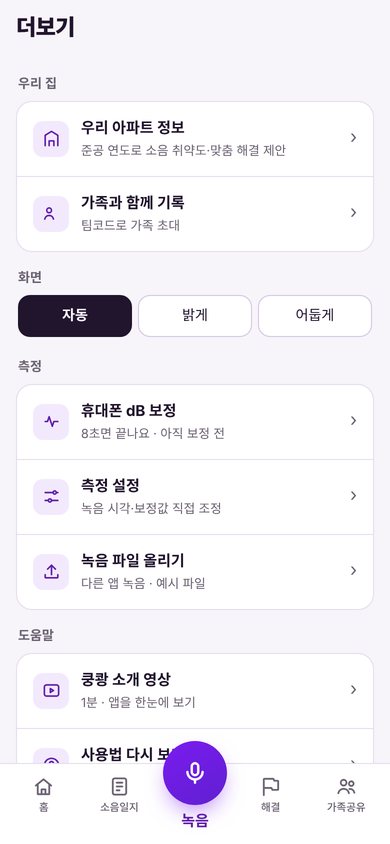 더보기
우리 집
우리 아파트 정보
준공 연도로 소음 취약도·맞춤 해결 제안
가족과 함께 기록
팀코드로 가족 초대
화면
자동
밝게
어둡게
측정
휴대폰 dB 보정
8초면 끝나요 · 아직 보정 전
측정 설정
녹음 시각·보정값 직접 조정
녹음 파일 올리기
다른 앱 녹음 · 예시 파일
도움말
쿵쾅 소개 영상
1분 · 앱을 한눈에 보기
사용법 다시
홈
소음일지
녹음
해결
가족공유